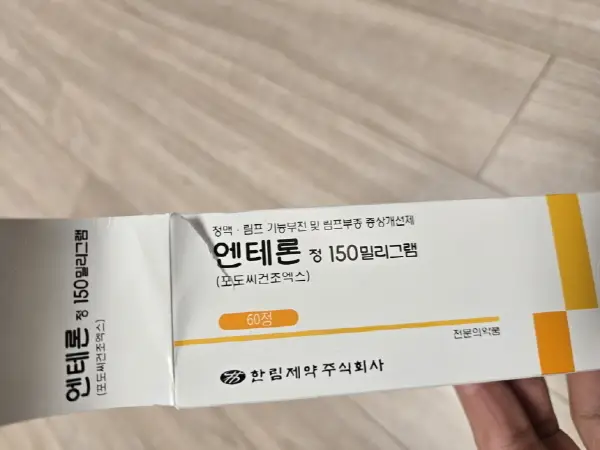 정맥·림프 기능부전 및 림프부종 증상개선제
엔테론 정 150밀리그램
(포도씨건조엑스)
60정
전문의약품
한림제약주식회사
엔테론 정 150밀리그램
(포도씨건조엑스)